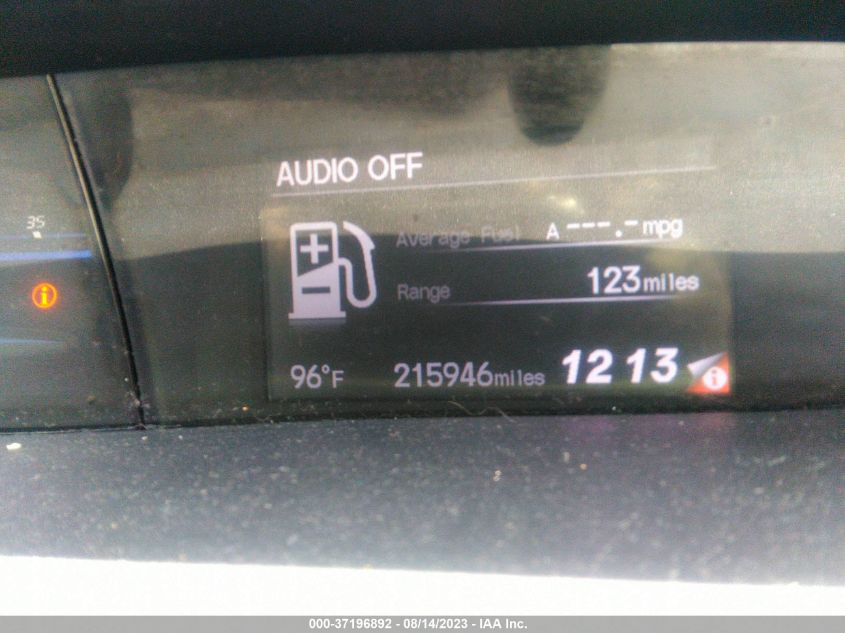 AUDIO OFF
35
Average Fuel A ---.- mpg
Range 123 miles
96°F 215946 miles 12 13
000-37196892 - 08/14/2023 - IAA Inc.